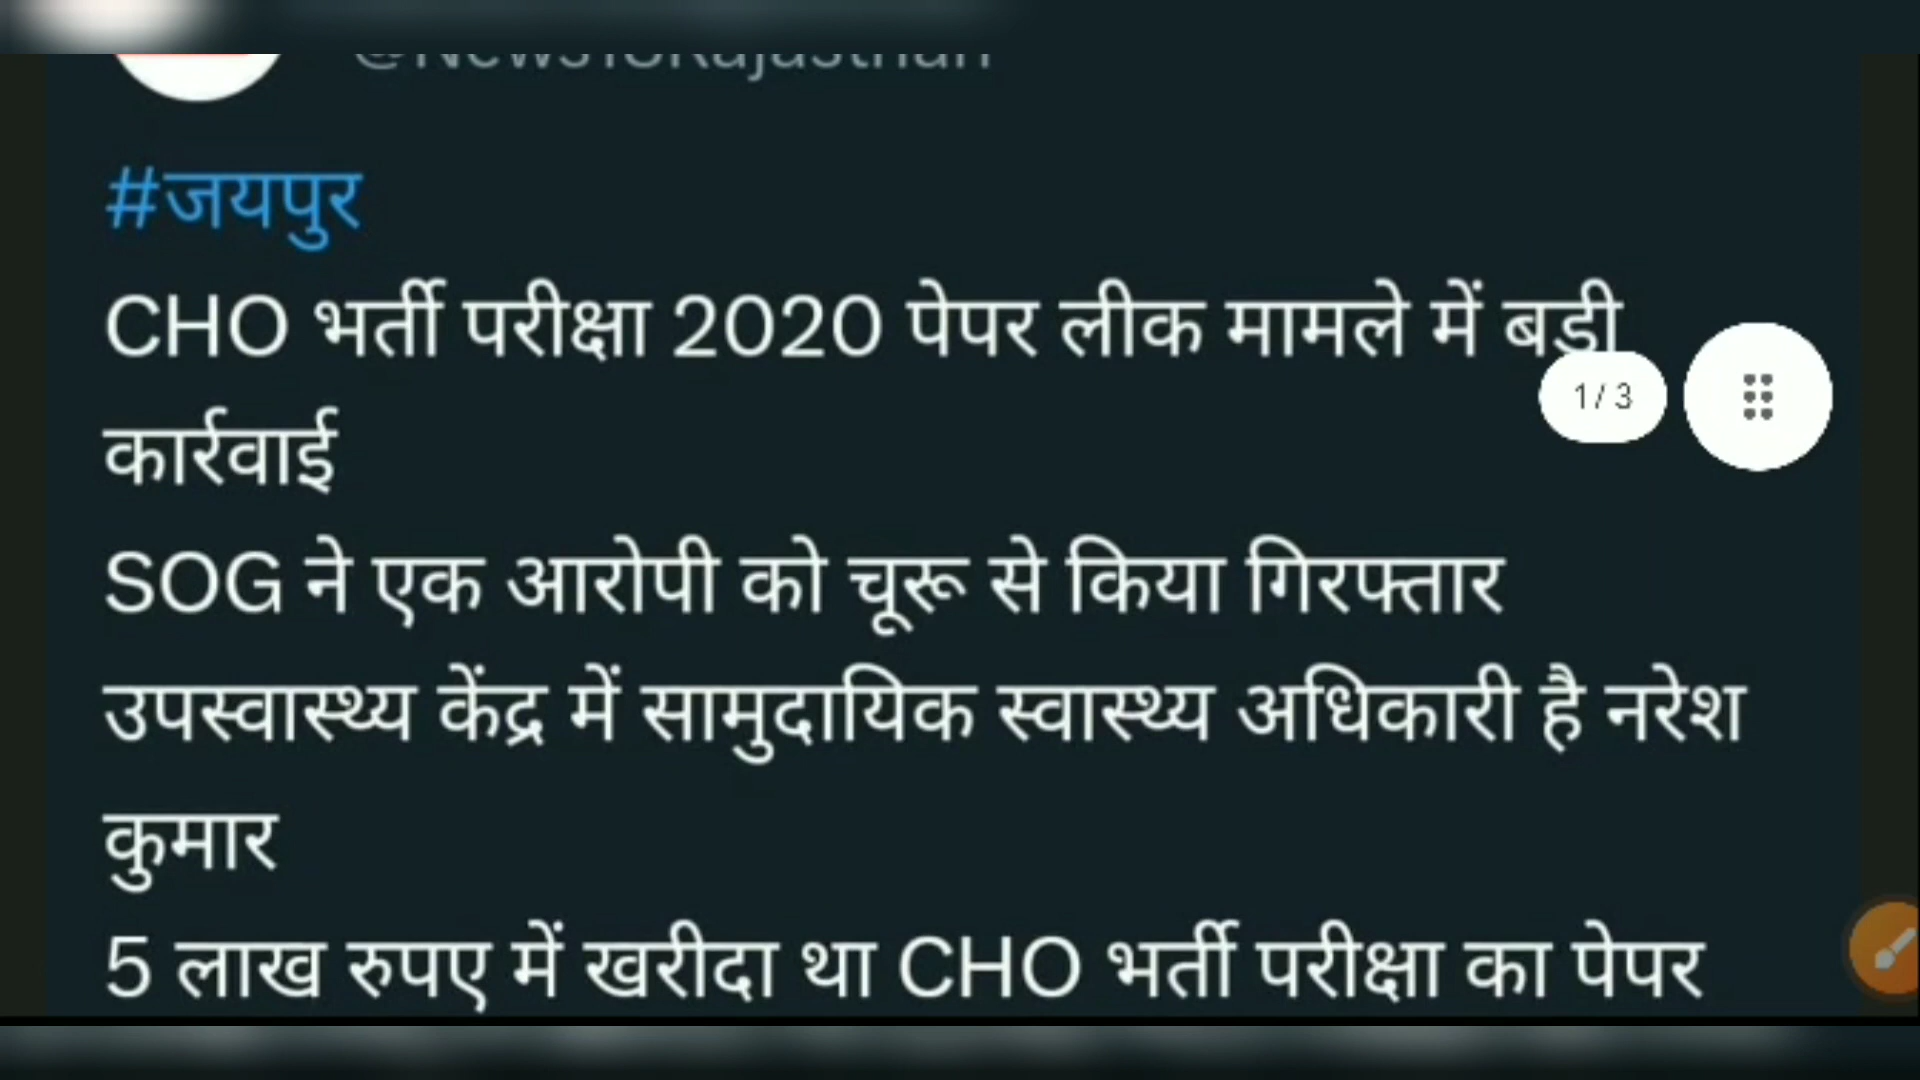 @News18Rajasthan
#जयपुर
CHO भर्ती परीक्षा 2020 पेपर लीक मामले में बड़ी
1/3
कार्रवाई
SOG ने एक आरोपी को चूरू से किया गिरफ्तार
उपस्वास्थ्य केंद्र में सामुदायिक स्वास्थ्य अधिकारी है नरेश
कुमार
5 लाख रुपए में खरीदा था CHO भर्ती परीक्षा का पेपर